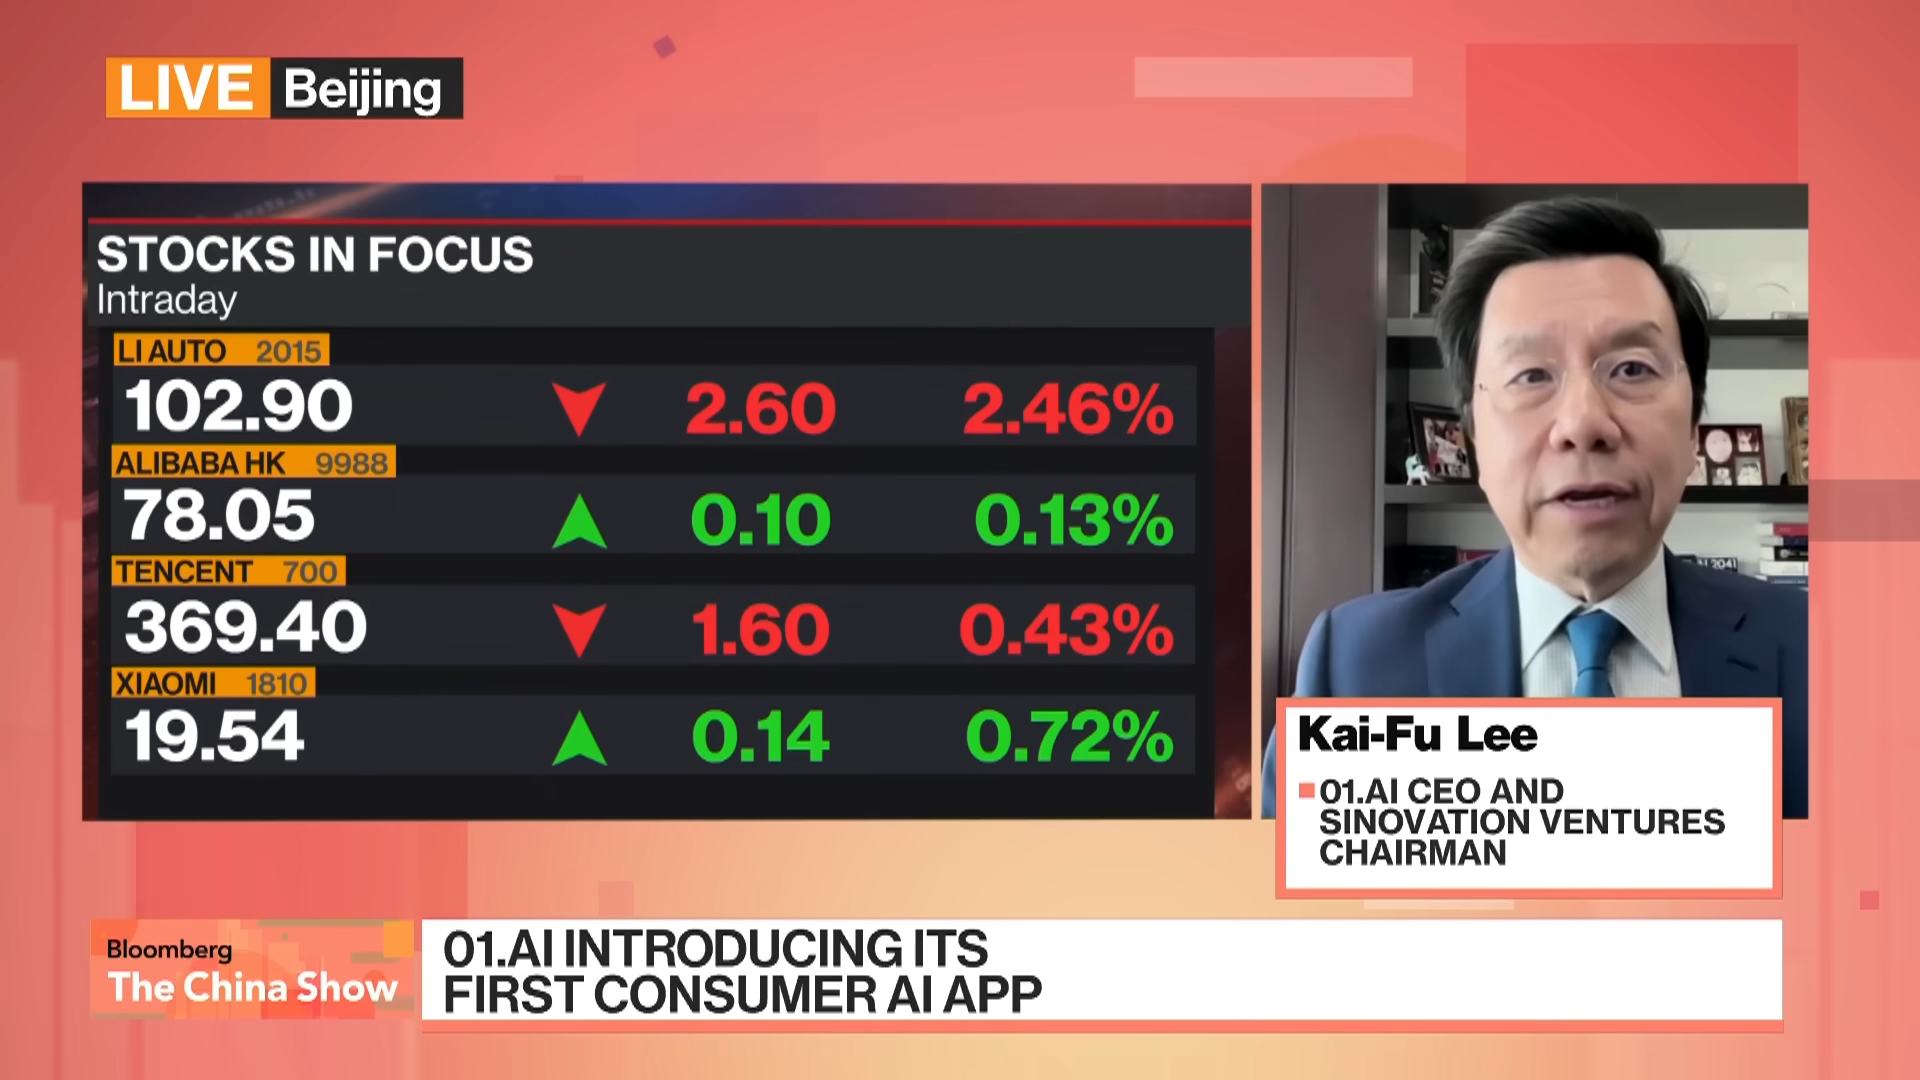 LIVE Beijing
STOCKS IN FOCUS
Intraday
LI AUTO 2015
102.90 2.60 2.46%
ALIBABA HK 9988
78.05 0.10 0.13%
TENCENT 700
369.40 1.60 0.43%
XIAOMI 1810
19.54 0.14 0.72%
2041
Kai-Fu Lee
01.AI CEO AND
SINOVATION VENTURES
CHAIRMAN
Bloomberg
The China Show
01.AI INTRODUCING ITS
FIRST CONSUMER AI APP